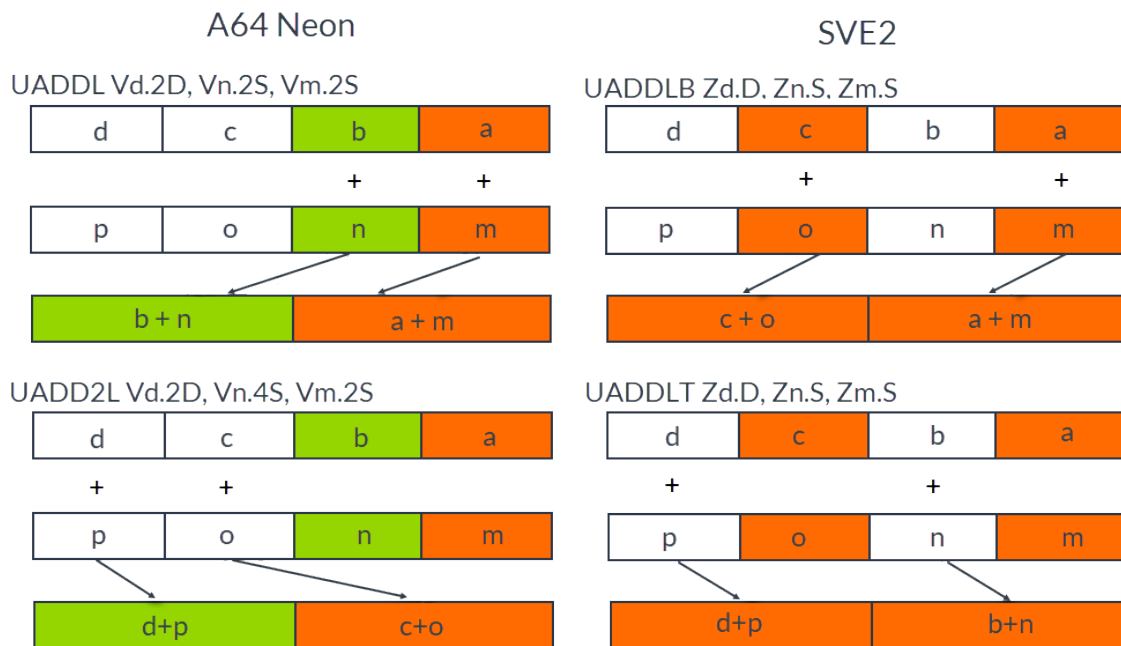 A64 Neon
UADDL Vd.2D, Vn.2S, Vm.2S
d c b a
+ +
p o n m
b + n a + m
UADD2L Vd.2D, Vn.4S, Vm.2S
d c b a
+ +
p o n m
d+p c+o
SVE2
UADDLB Zd.D, Zn.S, Zm.S
d c b a
+ +
p o n m
c + o a + m
UADDLT Zd.D, Zn.S, Zm.S
d c b a
+ +
p o n m
d+p b+n